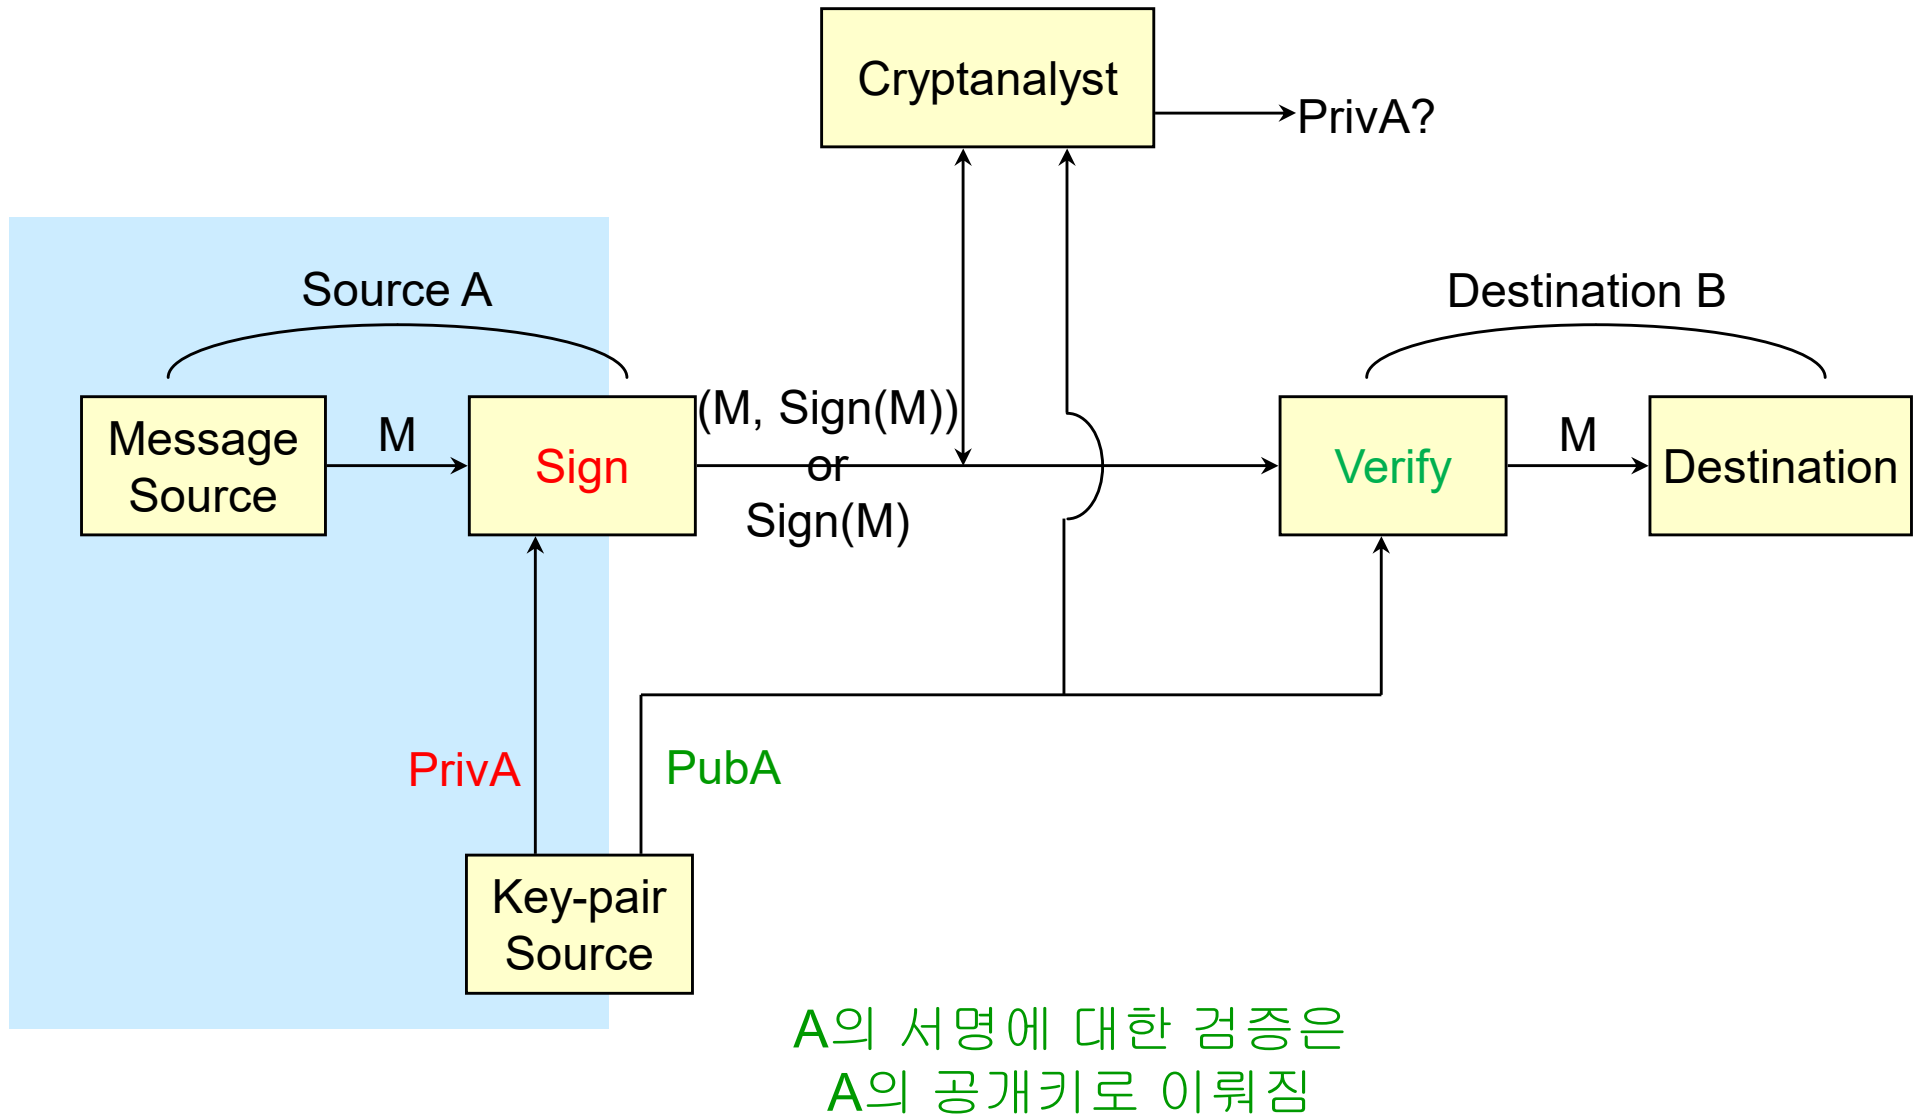 Cryptanalyst
PrivA?
Source A
Destination B
Message
Source
M
Sign
(M, Sign(M))
or
Sign(M)
Verify
M
Destination
PrivA
PubA
Key-pair
Source
A의 서명에 대한 검증은
A의 공개키로 이뤄짐